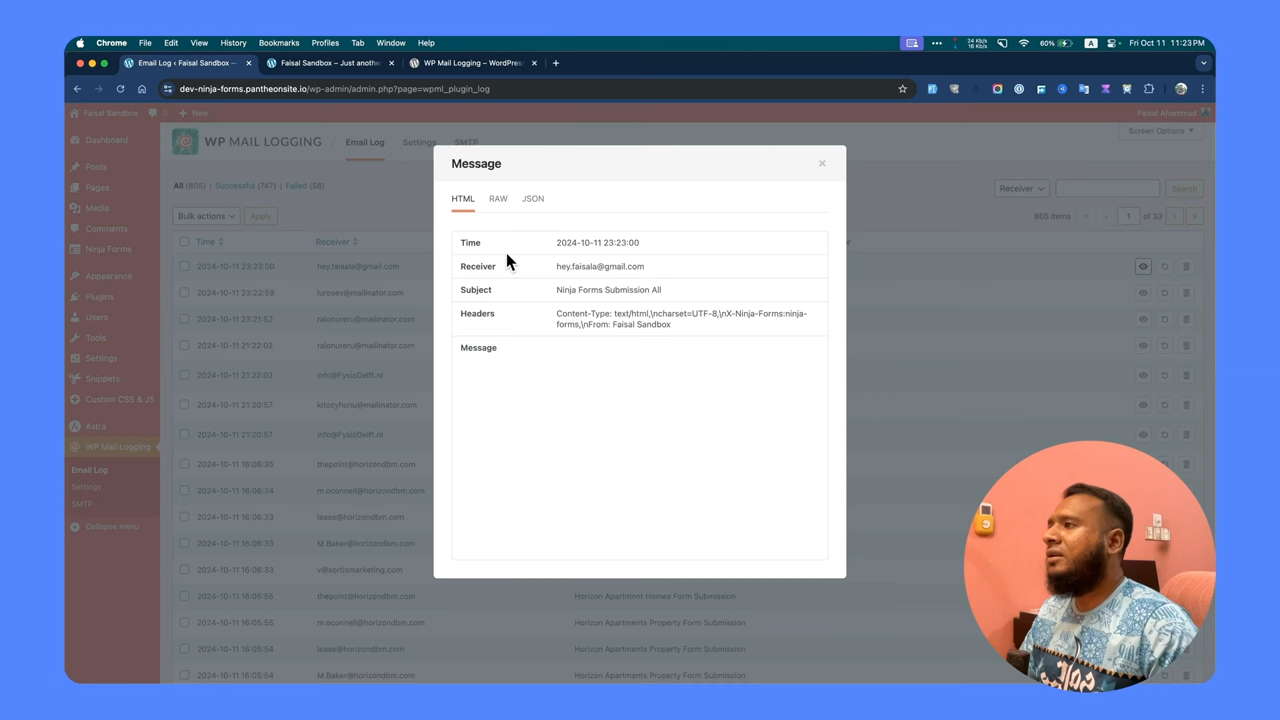 Chrome File Edit View History Bookmarks Profiles Tab Window Help
24 Kb/s
16 Kb/s
60% A Fri Oct 11 11:23 PM
Email Log ‹ Faisal Sandbox — × Faisal Sandbox – Just anothe × WP Mail Logging – WordPress × +
dev-ninja-forms.pantheonsite.io/wp-admin/admin.php?page=wpml_plugin_log
Faisal Sandbox + New Faisal Ahammad
Dashboard
Posts
Pages
Media
Comments
Ninja Forms
Appearance
Plugins
Users
Tools
Settings
Snippets
Custom CSS & JS
Astra
WP Mail Logging
Email Log
Settings
SMTP
Collapse menu
WP MAIL LOGGING / Email Log Settings SMTP Screen Options ▼
All (805) | Successful (747) | Failed (58) Receiver Search
Bulk actions Apply 805 items « ‹ 1 of 33 › »
Time Receiver
2024-10-11 23:23:00 hey.faisala@gmail.com
2024-10-11 23:22:59 lurosev@mailinator.com
2024-10-11 23:21:52 ralonureru@mailinator.com
2024-10-11 21:22:03 ralonureru@mailinator.com
2024-10-11 21:22:03 info@FysioDelft.nl
2024-10-11 21:20:57 kitozyhonu@mailinator.com
2024-10-11 21:20:57 info@FysioDelft.nl
2024-10-11 16:06:35 thepoint@horizondbm.com
2024-10-11 16:06:34 m.oconnell@horizondbm.com
2024-10-11 16:06:33 lease@horizondbm.com
2024-10-11 16:06:33 M.Baker@horizondbm.com
2024-10-11 16:06:33 v@sortismarketing.com
2024-10-11 16:05:55 thepoint@horizondbm.com Horizon Apartment Homes Form Submission
2024-10-11 16:05:55 m.oconnell@horizondbm.com Horizon Apartments Property Form Submission
2024-10-11 16:05:54 lease@horizondbm.com Horizon Apartments Property Form Submission
2024-10-11 16:05:54 M.Baker@horizondbm.com Horizon Apartments Property Form Submission
Message ×
HTML RAW JSON
Time 2024-10-11 23:23:00
Receiver hey.faisala@gmail.com
Subject Ninja Forms Submission All
Headers Content-Type: text/html,\ncharset=UTF-8,\nX-Ninja-Forms:ninja-
forms,\nFrom: Faisal Sandbox
Message